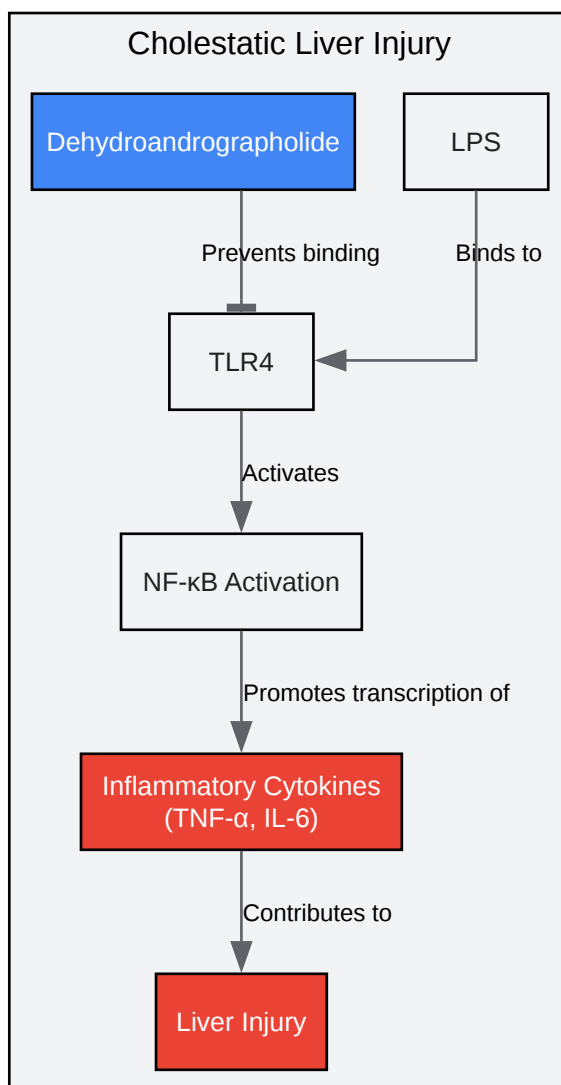 Cholestatic Liver Injury
Dehydroandrographolide
LPS
Prevents binding
Binds to
TLR4
Activates
NF-κB Activation
Promotes transcription of
Inflammatory Cytokines
(TNF-α, IL-6)
Contributes to
Liver Injury